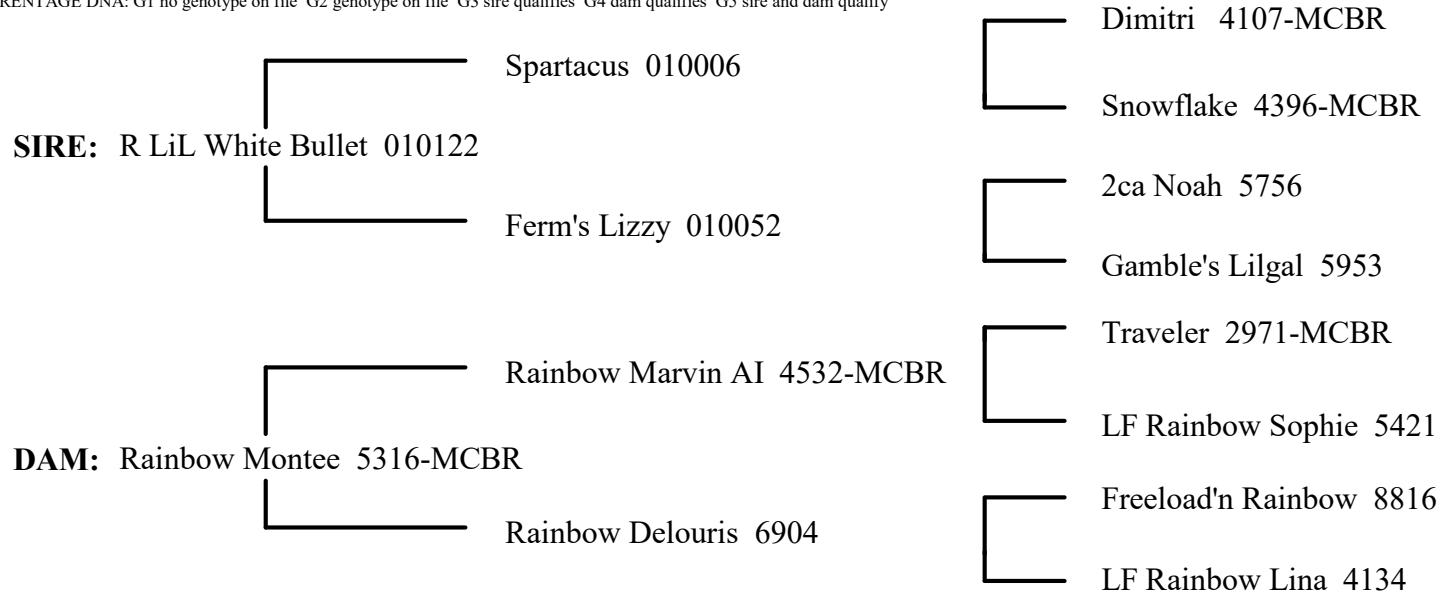 RENTAGE DNA: G1 no genotype on file G2 genotype on file G3 sire qualifies G4 dam qualifies G5 sire and dam qualify
Dimitri 4107-MCBR
Spartacus 010006
Snowflake 4396-MCBR
SIRE: R LiL White Bullet 010122
2ca Noah 5756
Ferm's Lizzy 010052
Gamble's Lilgal 5953
Traveler 2971-MCBR
Rainbow Marvin AI 4532-MCBR
LF Rainbow Sophie 5421
DAM: Rainbow Montee 5316-MCBR
Freeload'n Rainbow 8816
Rainbow Delouris 6904
LF Rainbow Lina 4134